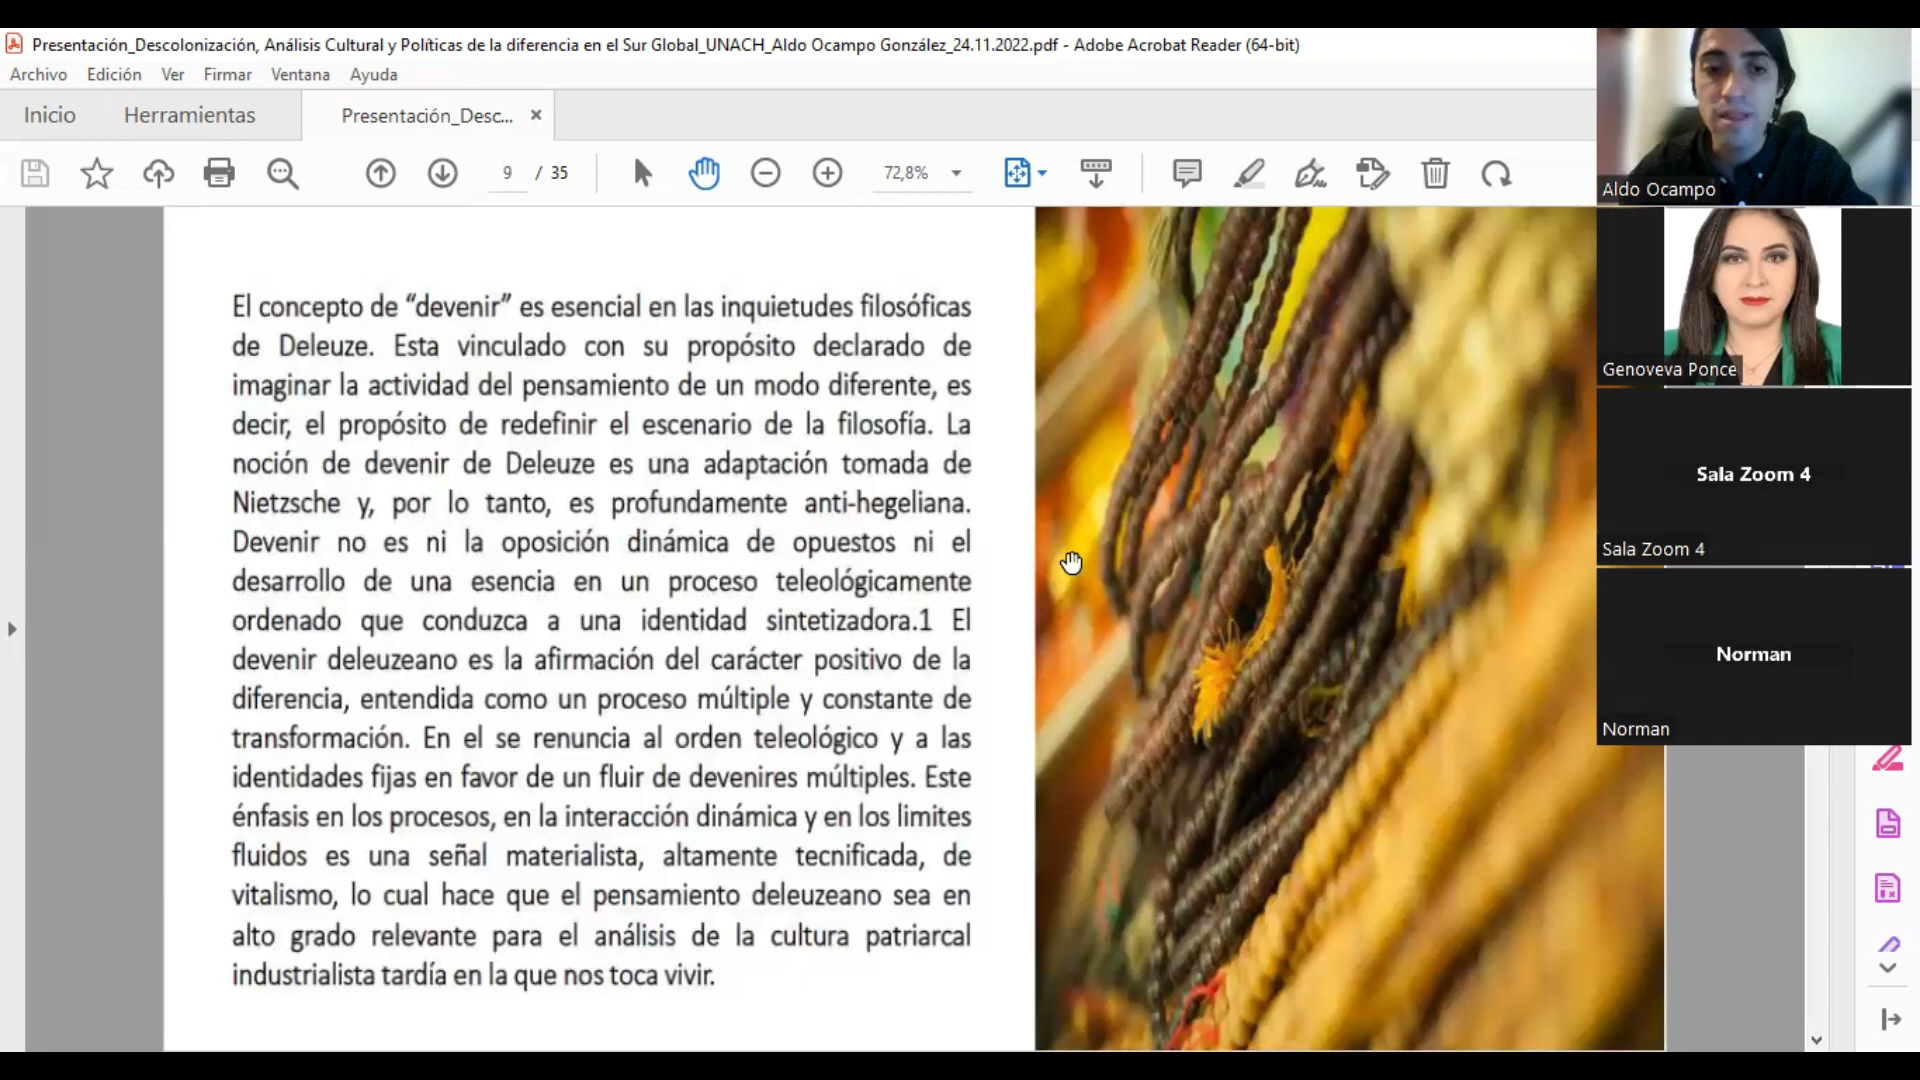 Presentación_Descolonización, Análisis Cultural y Políticas de la diferencia en el Sur Global_UNACH_Aldo Ocampo González_24.11.2022.pdf - Adobe Acrobat Reader (64-bit)
Archivo Edición Ver Firmar Ventana Ayuda
Inicio Herramientas Presentación_Desc... ×
9 / 35 72,8%
El concepto de “devenir” es esencial en las inquietudes filosóficas
de Deleuze. Esta vinculado con su propósito declarado de
imaginar la actividad del pensamiento de un modo diferente, es
decir, el propósito de redefinir el escenario de la filosofía. La
noción de devenir de Deleuze es una adaptación tomada de
Nietzsche y, por lo tanto, es profundamente anti-hegeliana.
Devenir no es ni la oposición dinámica de opuestos ni el
desarrollo de una esencia en un proceso teleológicamente
ordenado que conduzca a una identidad sintetizadora.1 El
devenir deleuzeano es la afirmación del carácter positivo de la
diferencia, entendida como un proceso múltiple y constante de
transformación. En el se renuncia al orden teleológico y a las
identidades fijas en favor de un fluir de devenires múltiples. Este
énfasis en los procesos, en la interacción dinámica y en los limites
fluidos es una señal materialista, altamente tecnificada, de
vitalismo, lo cual hace que el pensamiento deleuzeano sea en
alto grado relevante para el análisis de la cultura patriarcal
industrialista tardía en la que nos toca vivir.
Aldo Ocampo
Genoveva Ponce
Sala Zoom 4
Sala Zoom 4
Norman
Norman